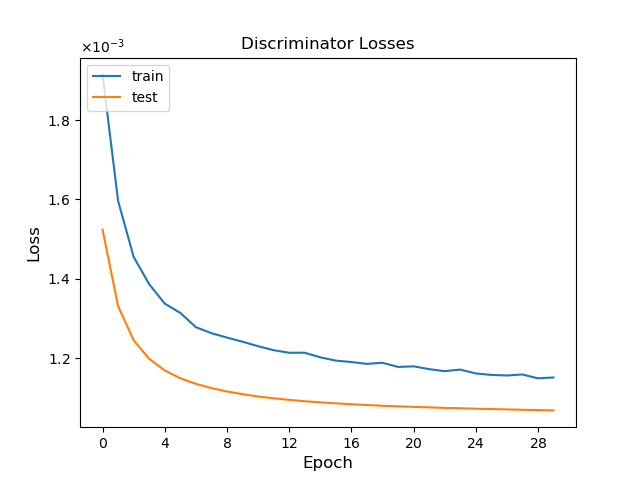 Discriminator Losses
×10⁻³
train
test
1.8
1.6
1.4
1.2
Loss
0 4 8 12 16 20 24 28
Epoch